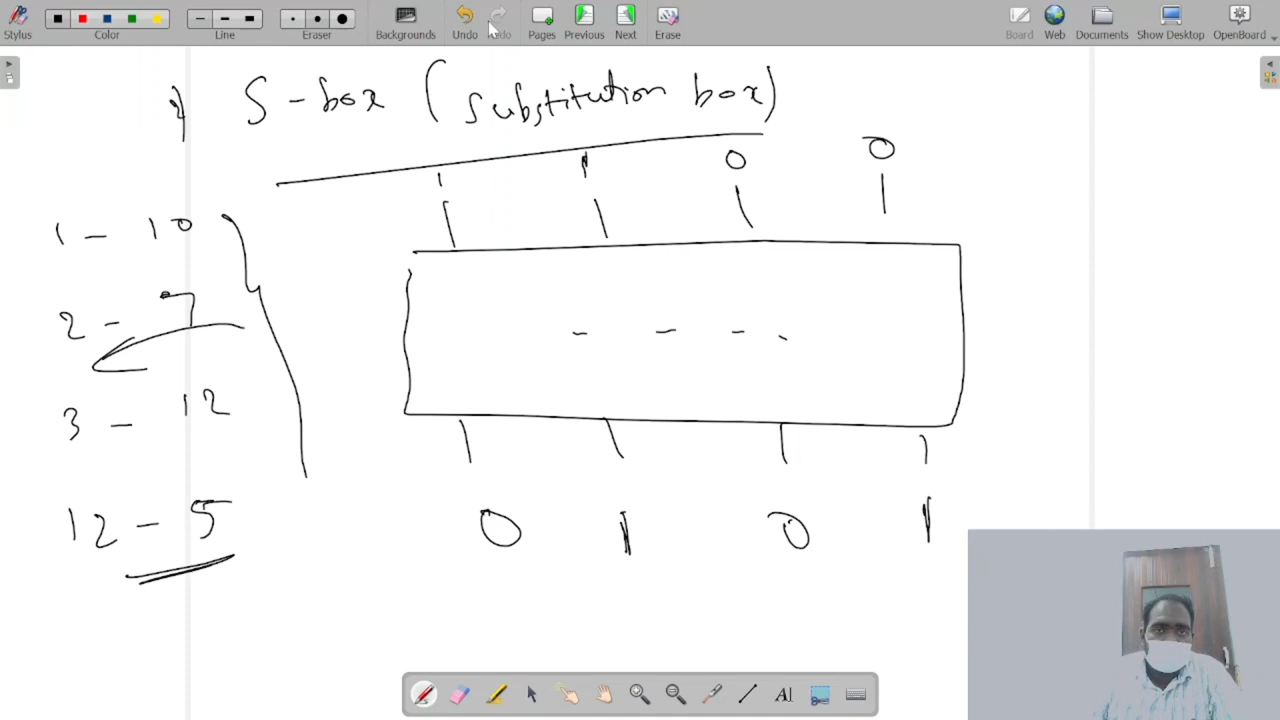 Stylus Color Line Eraser Backgrounds Undo Redo Pages Previous Next Erase Board Web Documents Show Desktop OpenBoard
S-box (substitution box)
1 1 0 0
1 - 10
2 - 7
3 - 12
12 - 5
0 1 0 1